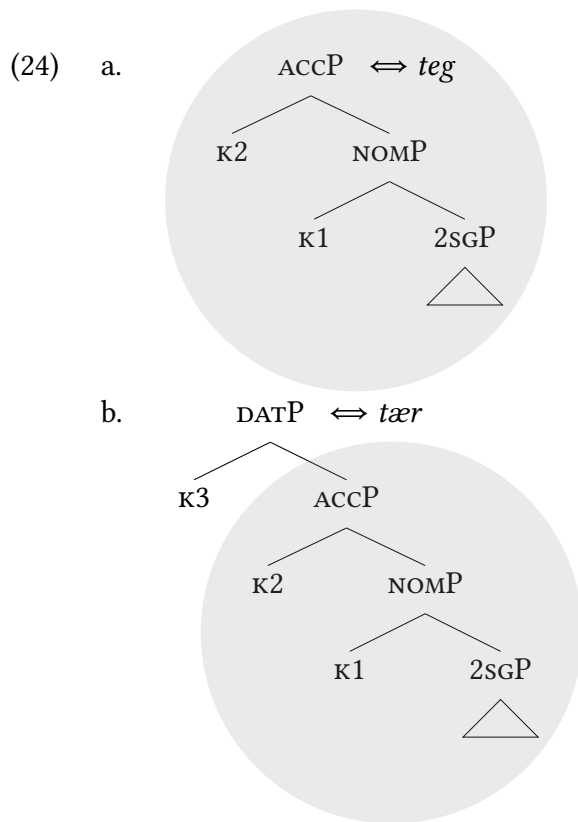 (24) a. ACCP ⇔ teg
K2 NOMP
K1 2SGP
b. DATP ⇔ tær
K3 ACCP
K2 NOMP
K1 2SGP